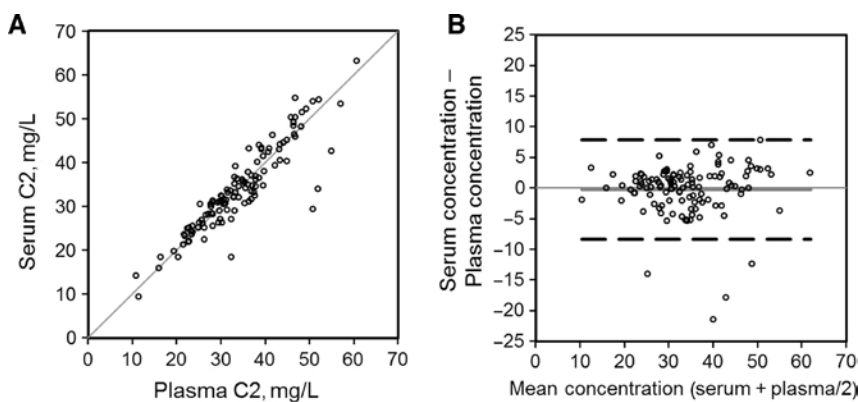 A
70
60
50
40
30
20
10
0
Serum C2, mg/L
0 10 20 30 40 50 60 70
Plasma C2, mg/L
B
25
20
15
10
5
0
–5
–10
–15
–20
–25
Serum concentration –
Plasma concentration
0 10 20 30 40 50 60 70
Mean concentration (serum + plasma/2)